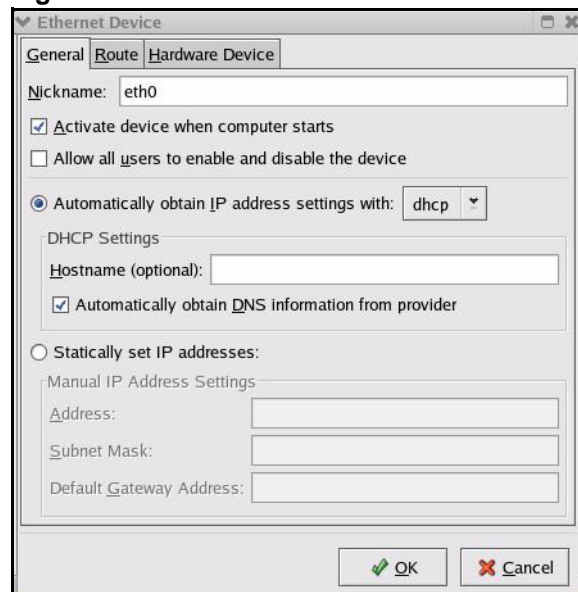 Ethernet Device
General Route Hardware Device
Nickname: eth0
Activate device when computer starts
Allow all users to enable and disable the device
Automatically obtain IP address settings with: dhcp
DHCP Settings
Hostname (optional):
Automatically obtain DNS information from provider
Statically set IP addresses:
Manual IP Address Settings
Address:
Subnet Mask:
Default Gateway Address:
OK Cancel